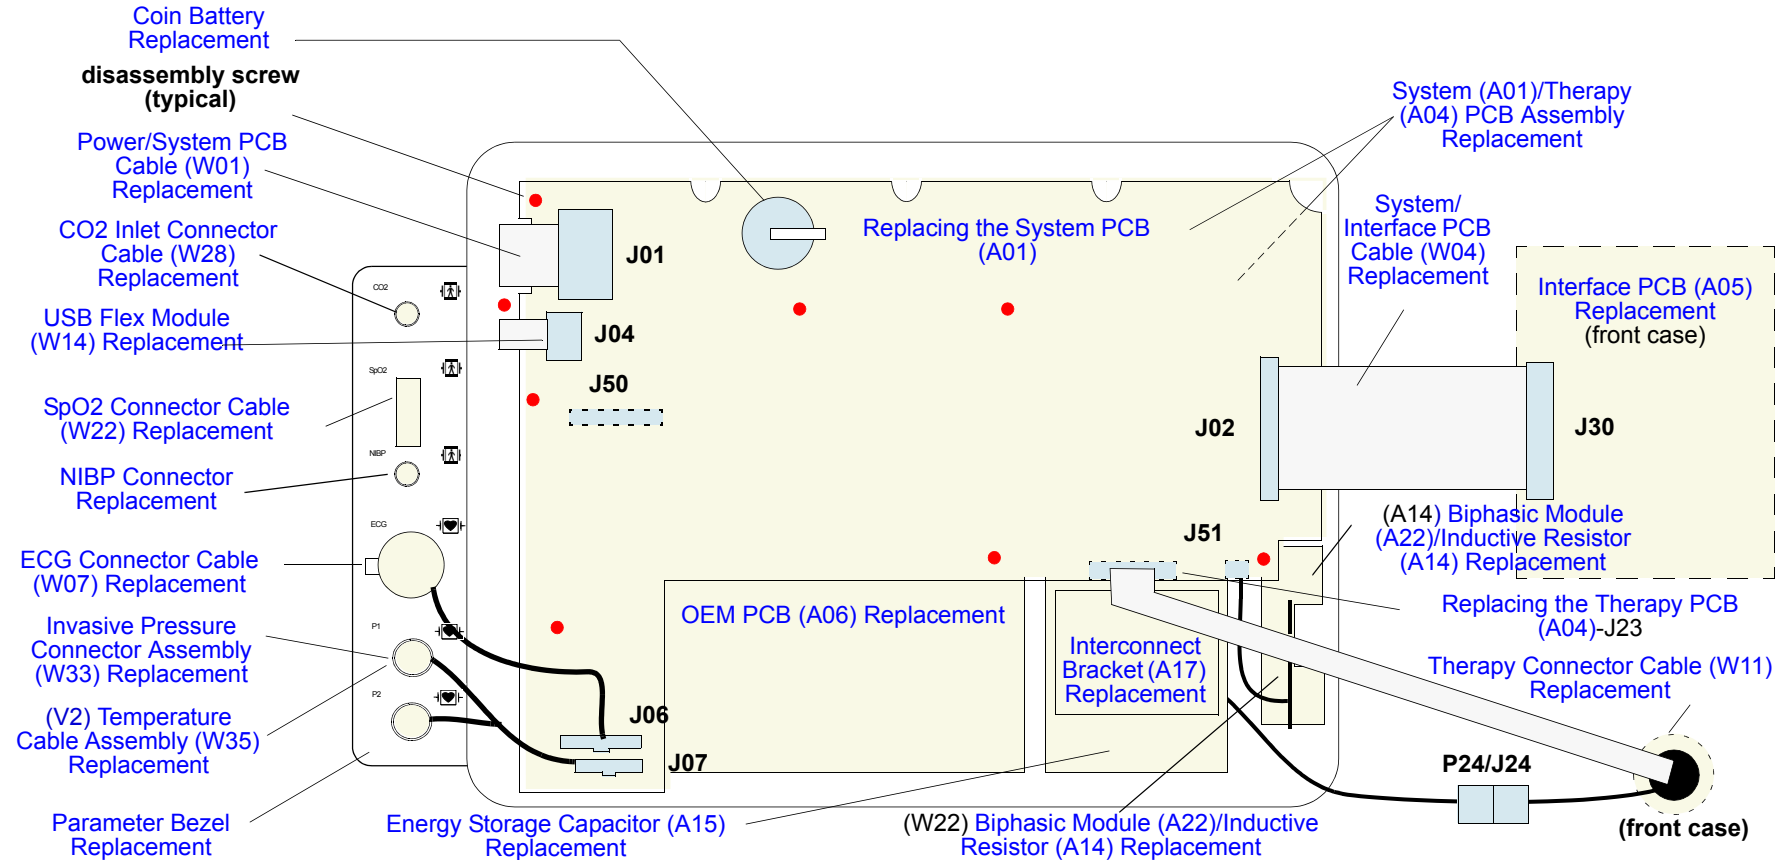 Coin Battery
Replacement
disassembly screw
(typical)
Power/System PCB
Cable (W01)
Replacement
CO2 Inlet Connector
Cable (W28)
Replacement
USB Flex Module
(W14) Replacement
SpO2 Connector Cable
(W22) Replacement
NIBP Connector
Replacement
ECG Connector Cable
(W07) Replacement
Invasive Pressure
Connector Assembly
(W33) Replacement
(V2) Temperature
Cable Assembly (W35)
Replacement
Parameter Bezel
Replacement
CO2
SpO2
NIBP
ECG
P1
P2
J01
J04
J50
J06
J07
Replacing the System PCB
(A01)
System (A01)/Therapy
(A04) PCB Assembly
Replacement
System/
Interface PCB
Cable (W04)
Replacement
Interface PCB (A05)
Replacement
(front case)
J02
J30
J51
(A14) Biphasic Module
(A22)/Inductive Resistor
(A14) Replacement
Replacing the Therapy PCB
(A04)-J23
Therapy Connector Cable (W11)
Replacement
OEM PCB (A06) Replacement
Interconnect
Bracket (A17)
Replacement
P24/J24
(front case)
Energy Storage Capacitor (A15)
Replacement
(W22) Biphasic Module (A22)/Inductive
Resistor (A14) Replacement